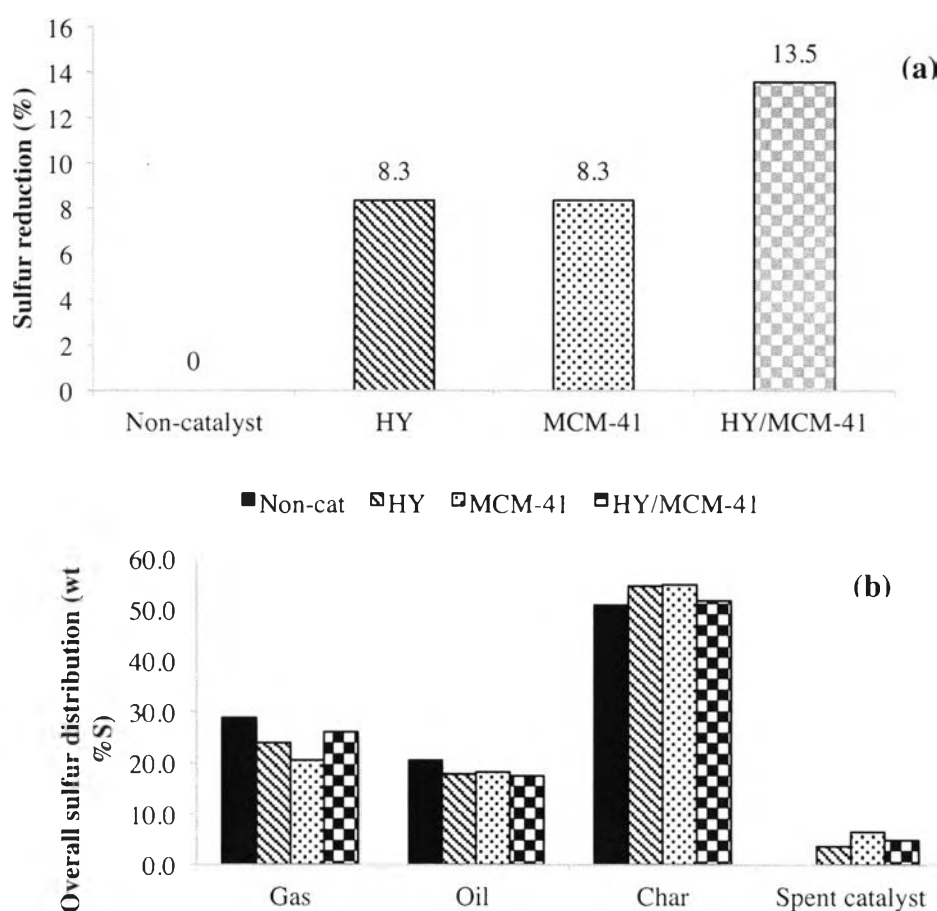 16
14
12
10
8
6
4
2
0
Sulfur reduction (%)
0
8.3
8.3
13.5
(a)
Non-catalyst HY MCM-41 HY/MCM-41
Non-cat HY MCM-41 HY/MCM-41
Overall sulfur distribution (wt
%S)
60.0
50.0
40.0
30.0
20.0
10.0
0.0
(b)
Gas Oil Char Spent catalyst